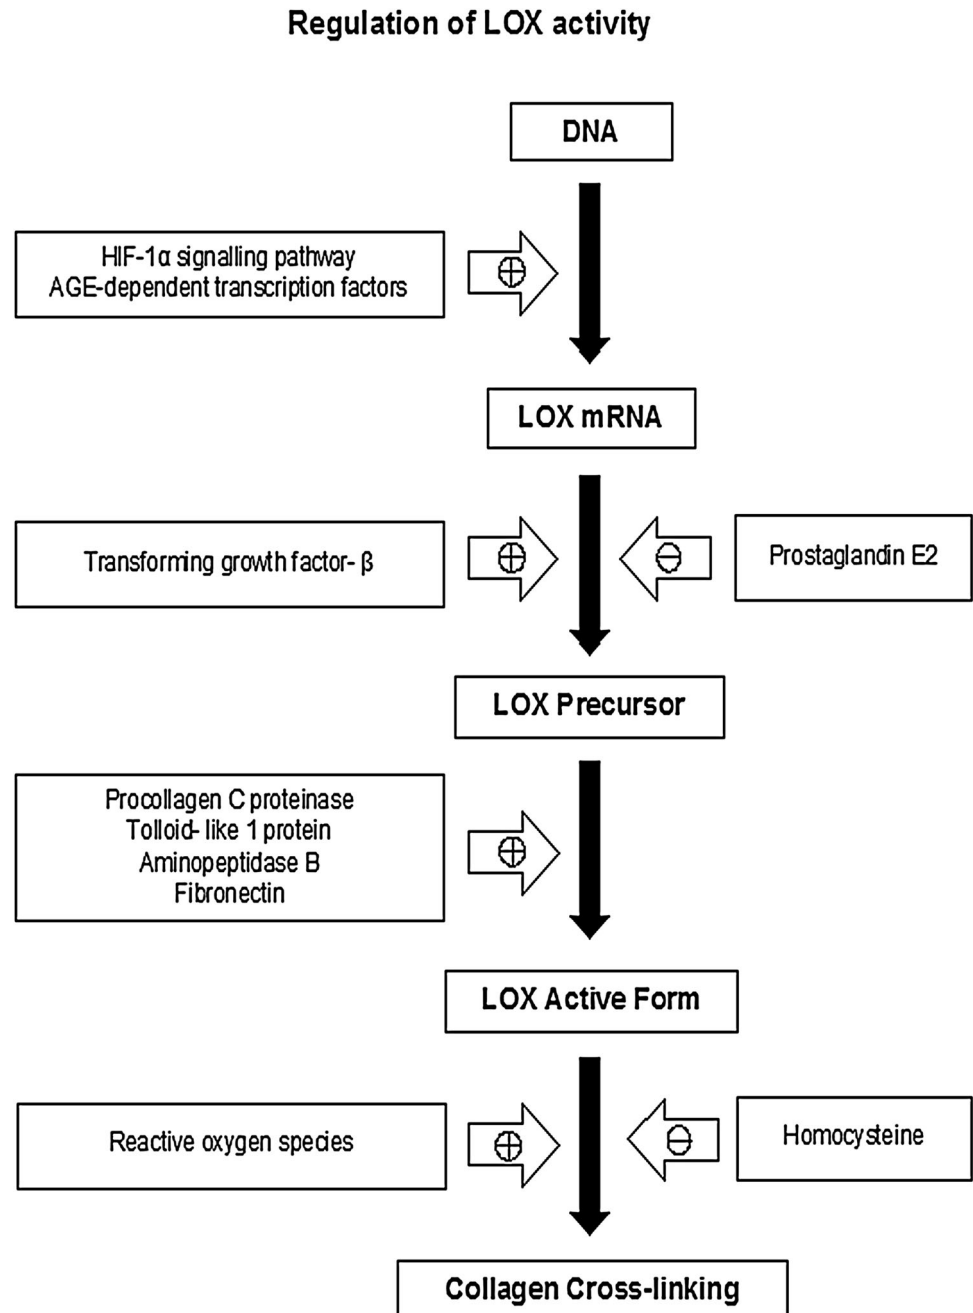 Regulation of LOX activity
DNA
HIF-1α signalling pathway
AGE-dependent transcription factors
LOX mRNA
Transforming growth factor- β
Prostaglandin E2
LOX Precursor
Procollagen C proteinase
Tolloid- like 1 protein
Aminopeptidase B
Fibronectin
LOX Active Form
Reactive oxygen species
Homocysteine
Collagen Cross-linking